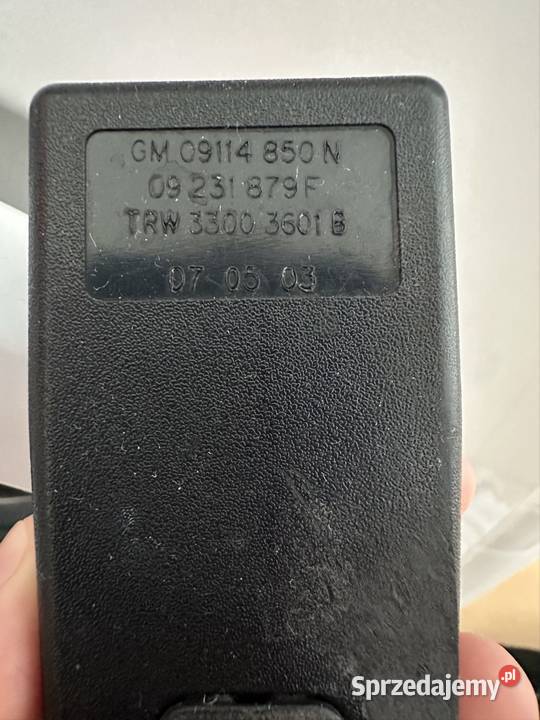 GM 09114 850 N
09 231 879 F
TRW 3300 3601 B
07 05 03
Sprzedajemy.pl